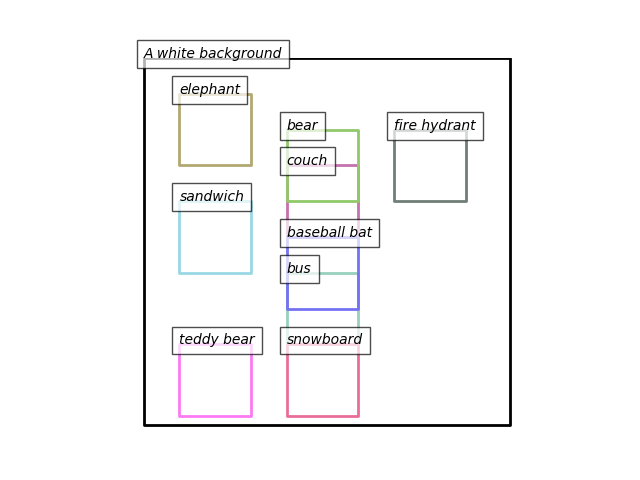 A white background
elephant
bear
fire hydrant
couch
sandwich
baseball bat
bus
teddy bear
snowboard